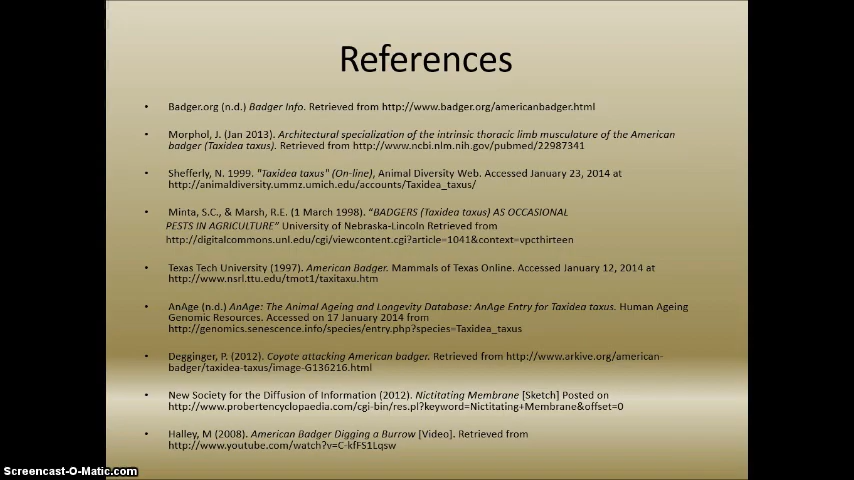 References
• Badger.org (n.d.) Badger Info. Retrieved from http://www.badger.org/americanbadger.html
• Morphol, J. (Jan 2013). Architectural specialization of the intrinsic thoracic limb musculature of the American
badger (Taxidea taxus). Retrieved from http://www.ncbi.nlm.nih.gov/pubmed/22987341
• Shefferly, N. 1999. "Taxidea taxus" (On-line), Animal Diversity Web. Accessed January 23, 2014 at
http://animaldiversity.ummz.umich.edu/accounts/Taxidea_taxus/
• Minta, S.C., & Marsh, R.E. (1 March 1998). “BADGERS (Taxidea taxus) AS OCCASIONAL
PESTS IN AGRICULTURE” University of Nebraska-Lincoln Retrieved from
http://digitalcommons.unl.edu/cgi/viewcontent.cgi?article=1041&context=vpcthirteen
• Texas Tech University (1997). American Badger. Mammals of Texas Online. Accessed January 12, 2014 at
http://www.nsrl.ttu.edu/tmot1/taxitaxu.htm
• AnAge (n.d.) AnAge: The Animal Ageing and Longevity Database: AnAge Entry for Taxidea taxus. Human Ageing
Genomic Resources. Accessed on 17 January 2014 from
http://genomics.senescence.info/species/entry.php?species=Taxidea_taxus
• Degginger, P. (2012). Coyote attacking American badger. Retrieved from http://www.arkive.org/american-
badger/taxidea-taxus/image-G136216.html
• New Society for the Diffusion of Information (2012). Nictitating Membrane [Sketch] Posted on
http://www.probertencyclopaedia.com/cgi-bin/res.pl?keyword=Nictitating+Membrane&offset=0
• Halley, M (2008). American Badger Digging a Burrow [Video]. Retrieved from
http://www.youtube.com/watch?v=C-kfFS1Lqsw
Screencast-O-Matic.com